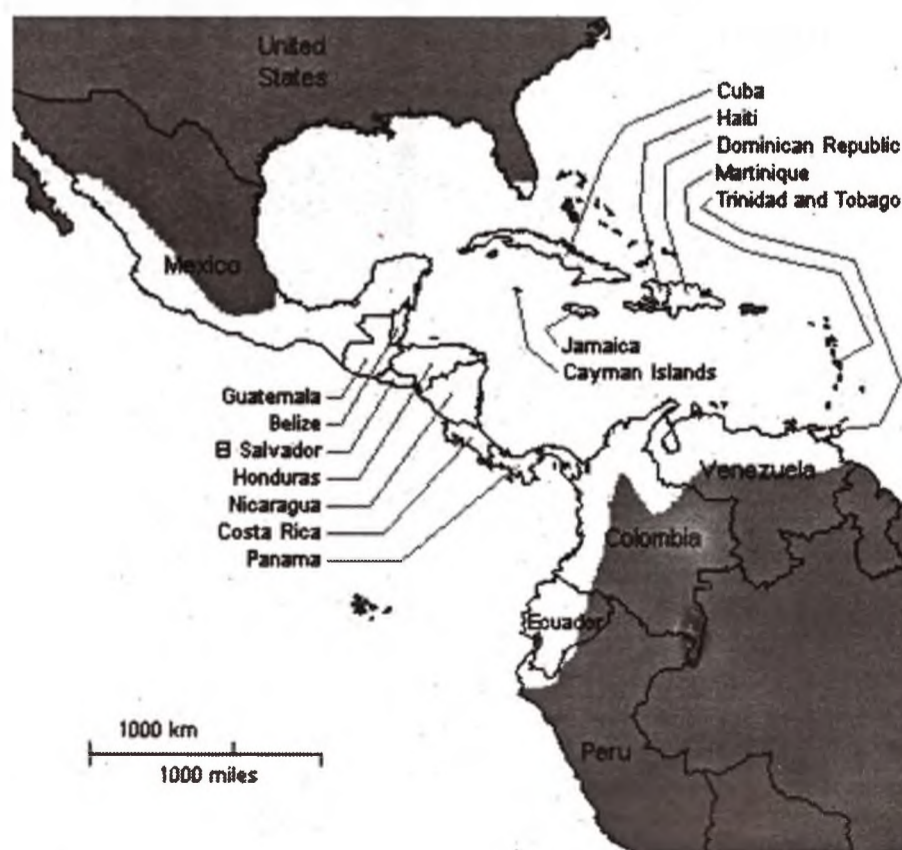 United
States
Cuba
Haiti
Dominican Republic
Martinique
Trinidad and Tobago
Mexico
Jamaica
Cayman Islands
Guatemala
Belize
El Salvador
Honduras
Nicaragua
Costa Rica
Panama
Venezuela
Colombia
Ecuador
Peru
1000 km
1000 miles